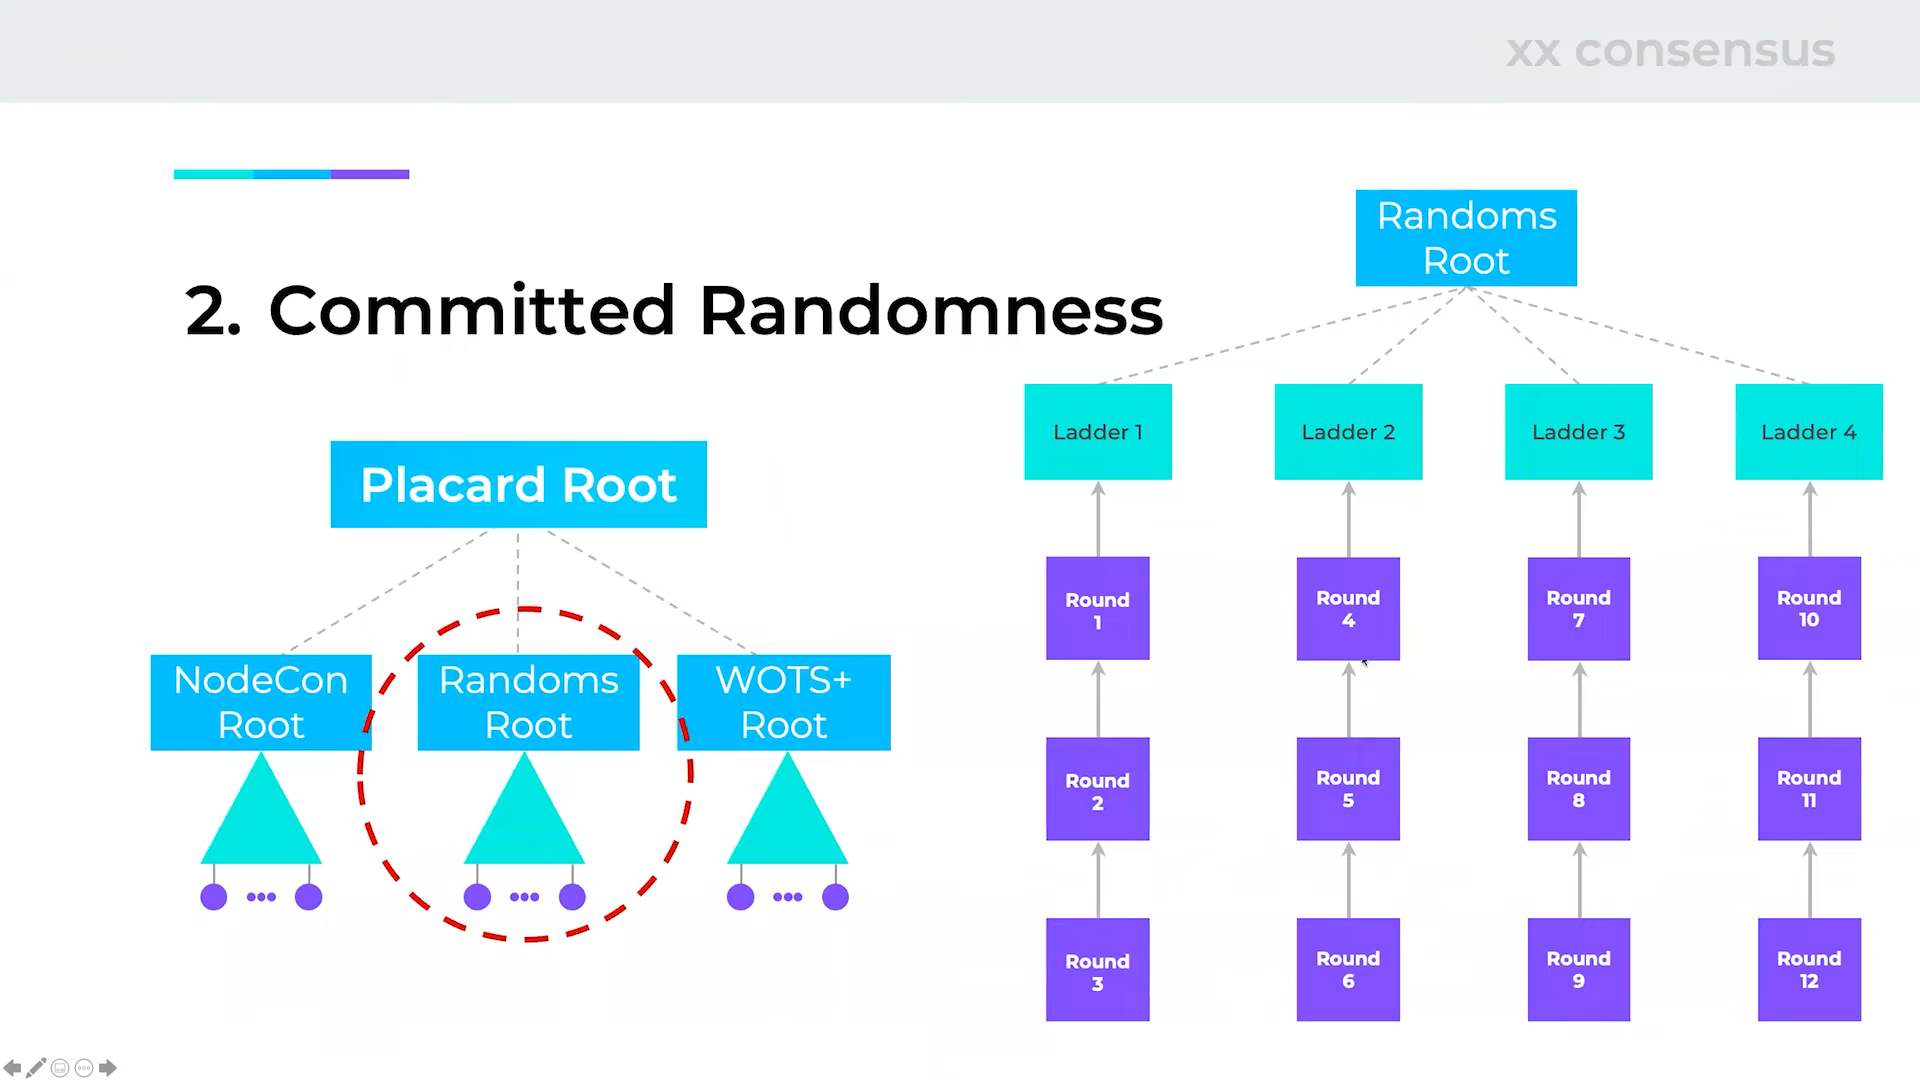 xx consensus
2. Committed Randomness
Placard Root
NodeCon
Root
Randoms
Root
WOTS+
Root
Randoms
Root
Ladder 1
Ladder 2
Ladder 3
Ladder 4
Round
1
Round
4
Round
7
Round
10
Round
2
Round
5
Round
8
Round
11
Round
3
Round
6
Round
9
Round
12